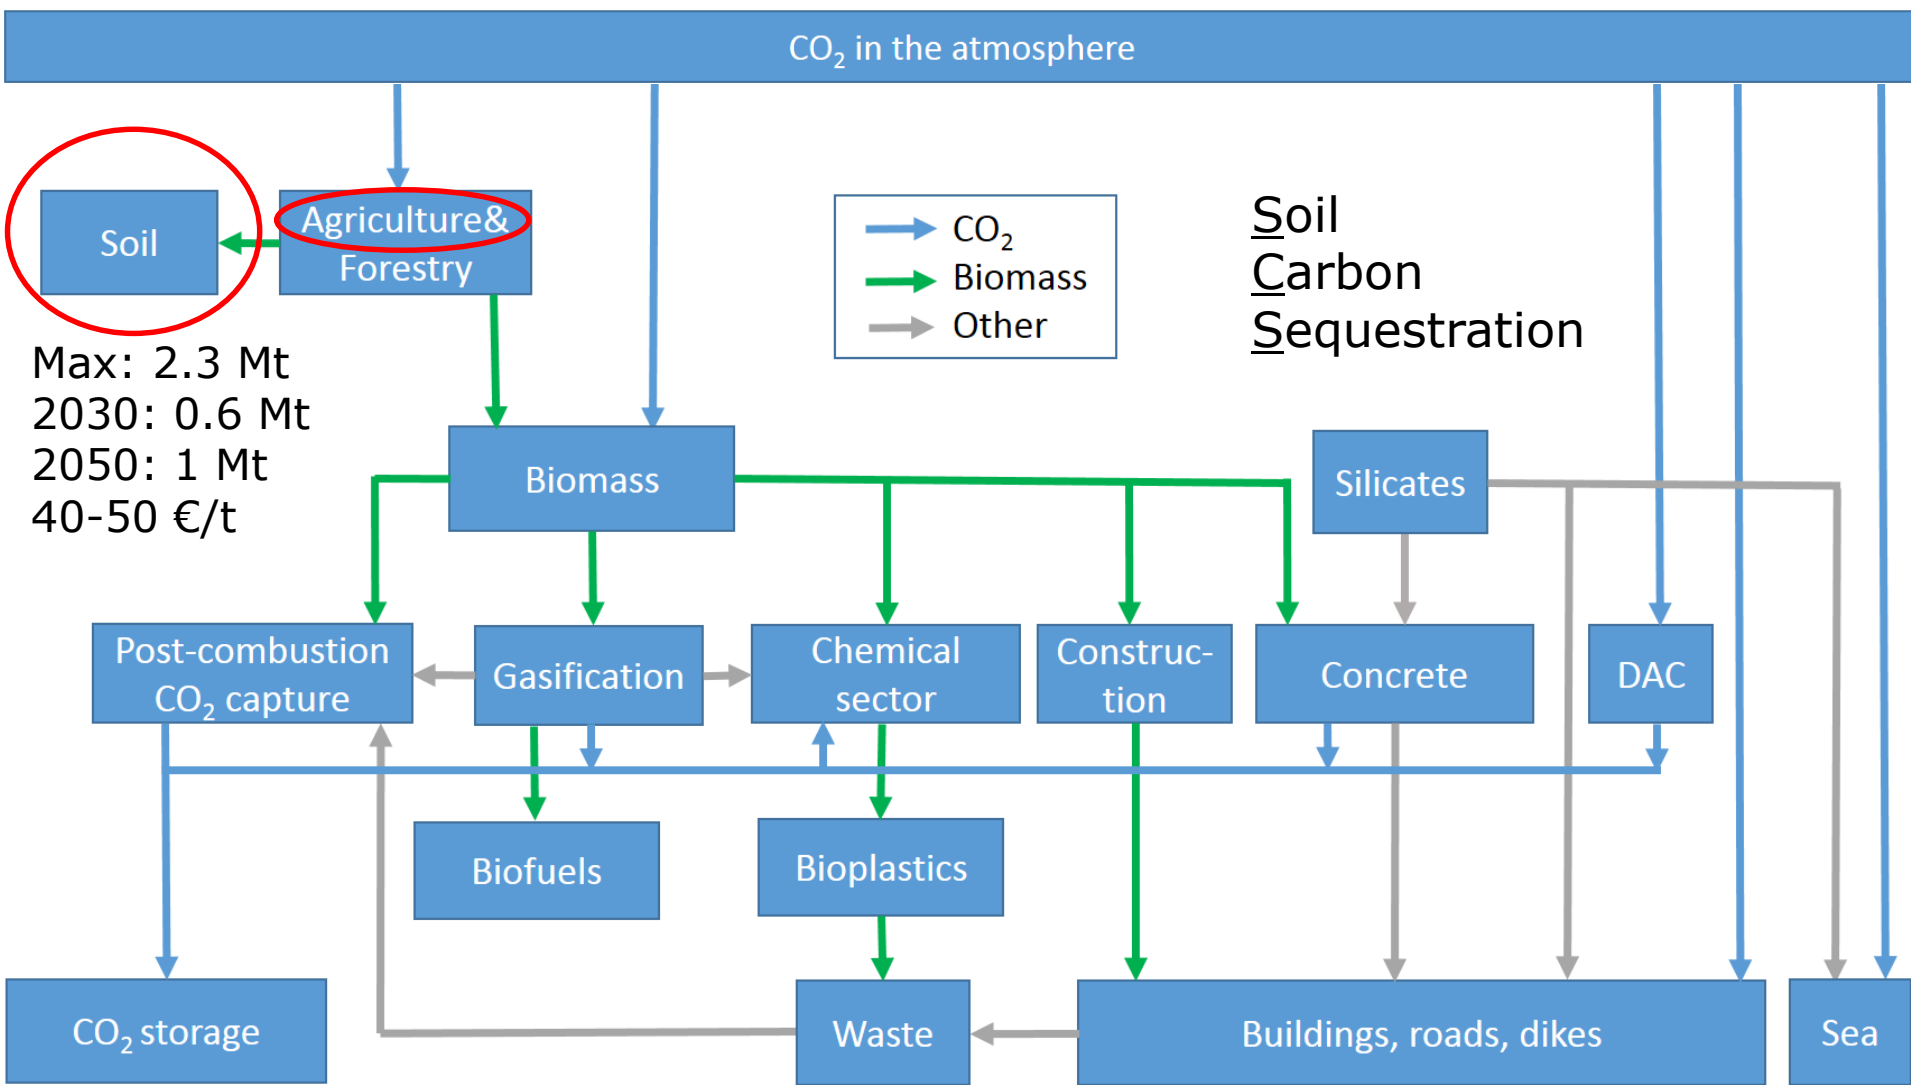 CO₂ in the atmosphere
Soil
Agriculture&
Forestry
CO₂
Biomass
Other
Soil
Carbon
Sequestration
Max: 2.3 Mt
2030: 0.6 Mt
2050: 1 Mt
40-50 €/t
Biomass
Silicates
Post-combustion
CO₂ capture
Gasification
Chemical
sector
Construc-
tion
Concrete
DAC
Biofuels
Bioplastics
CO₂ storage
Waste
Buildings, roads, dikes
Sea